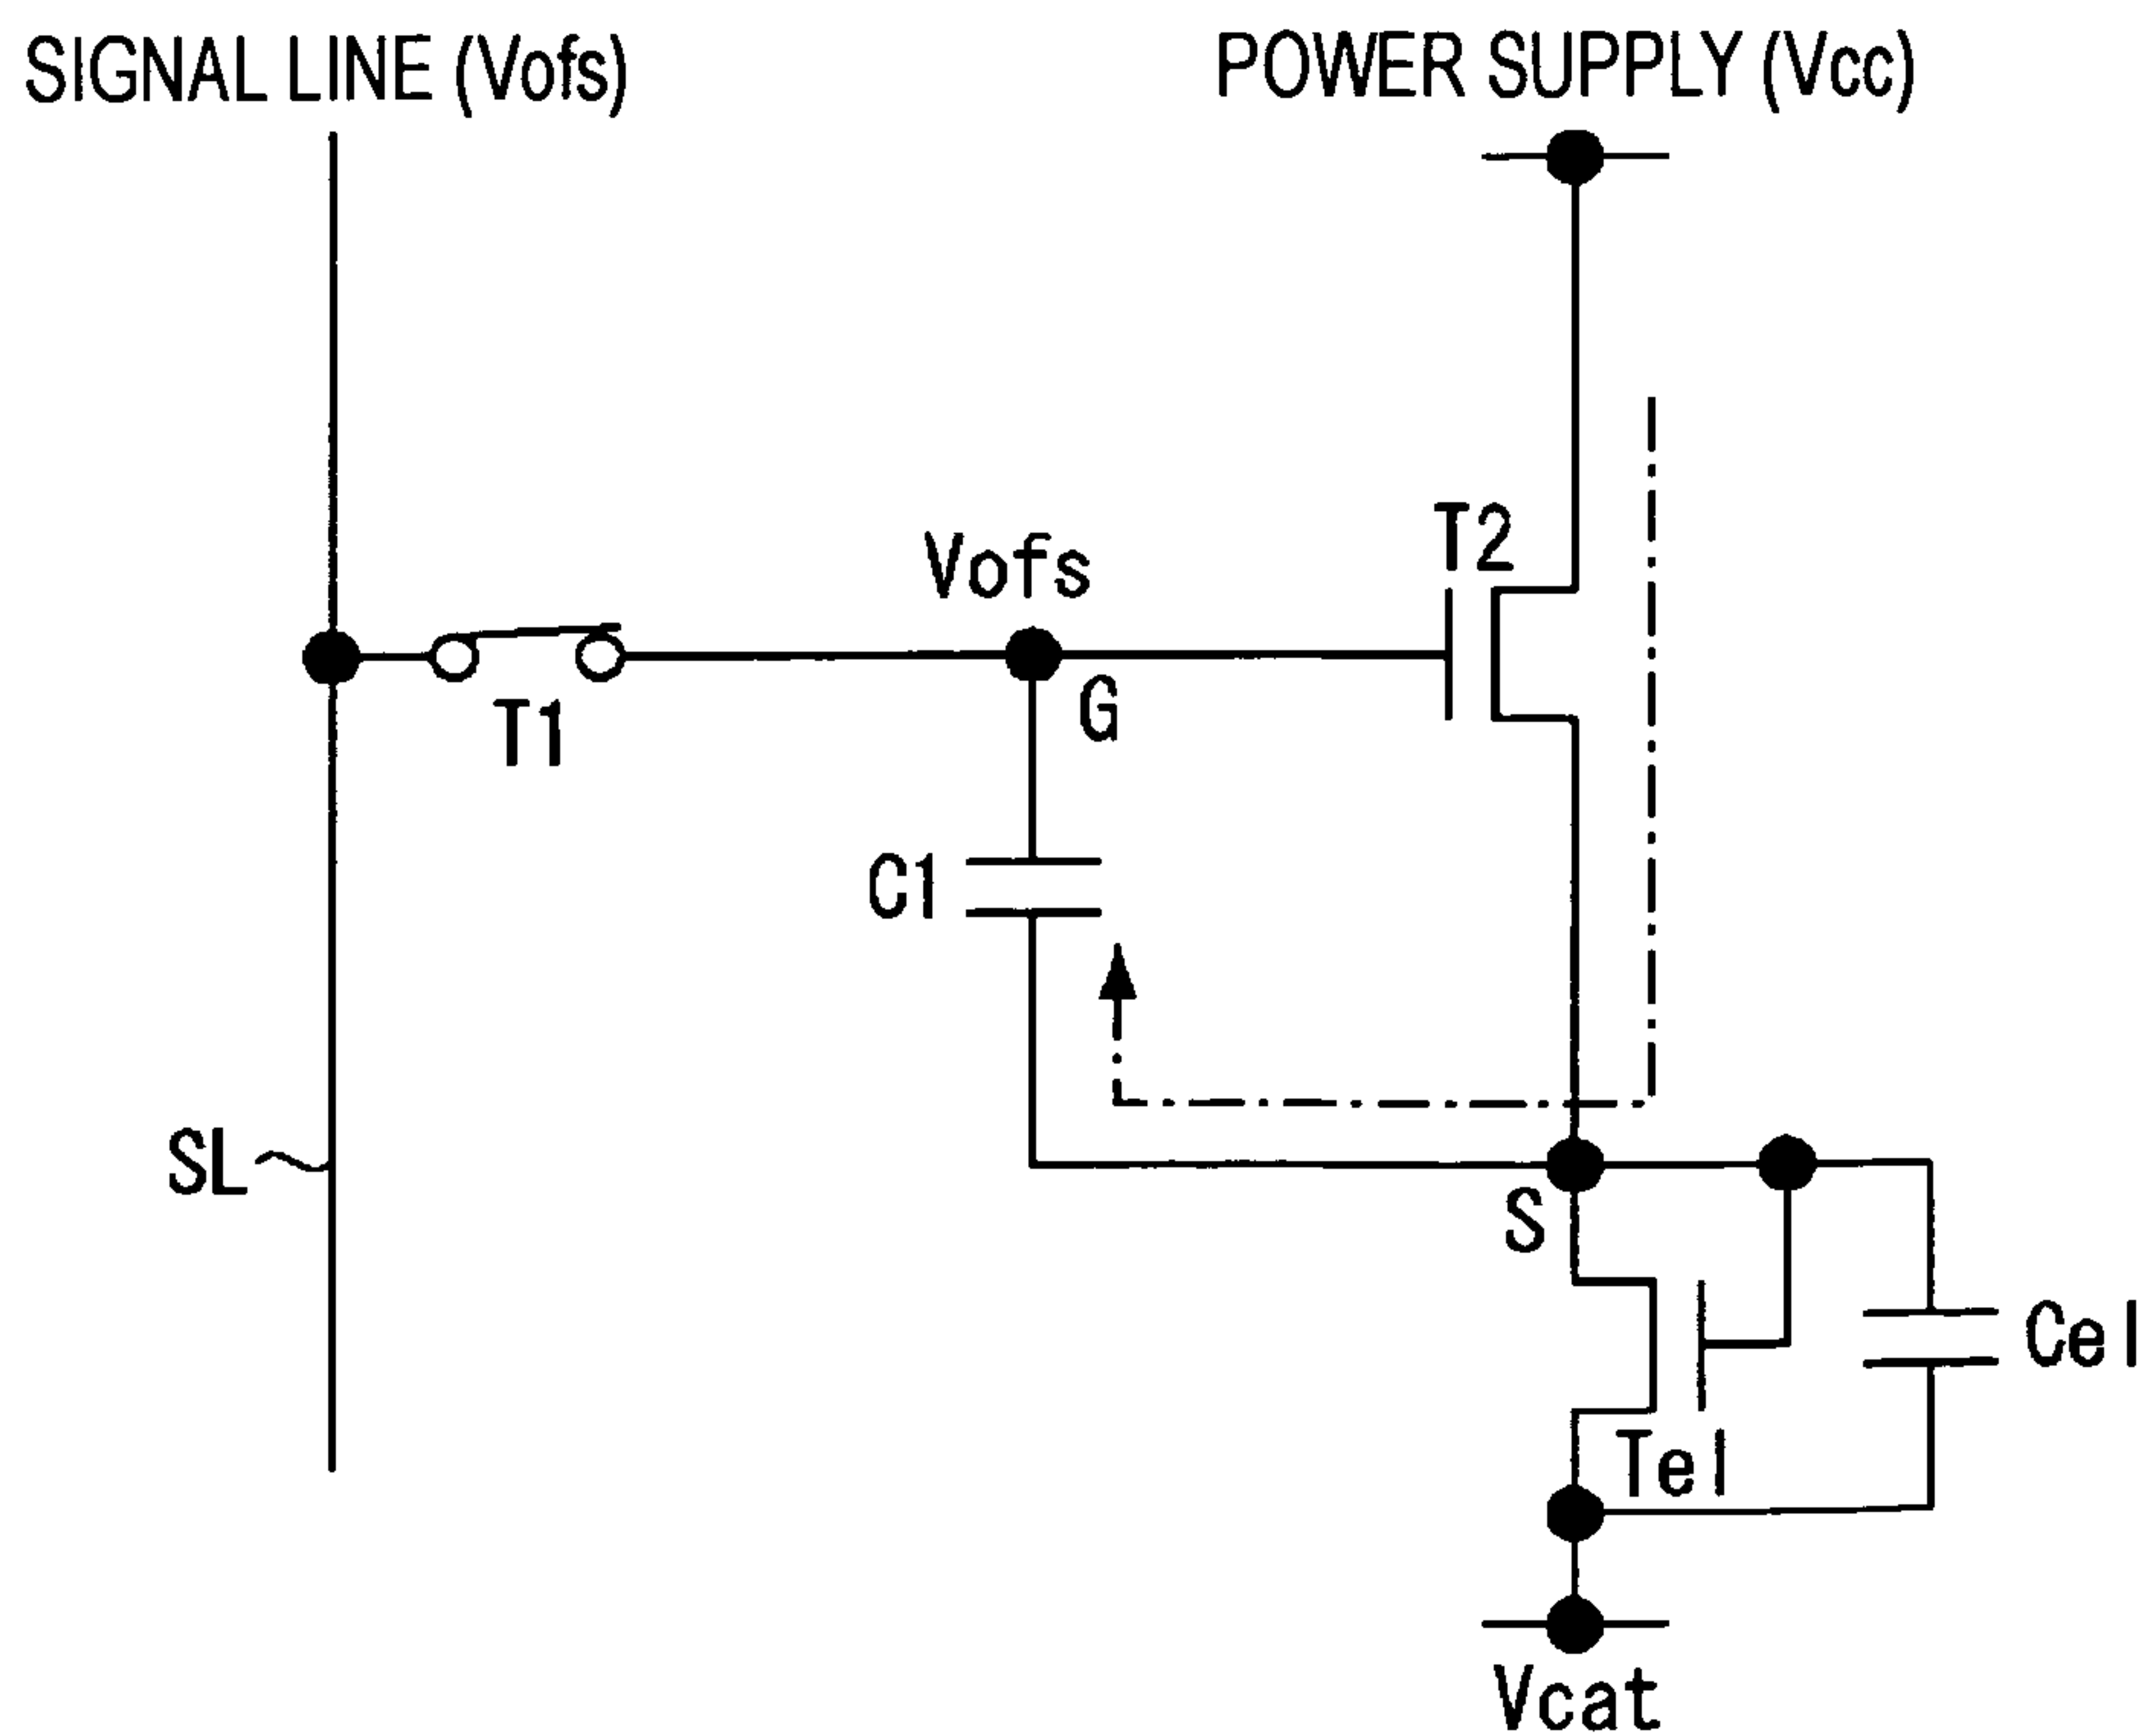 SIGNAL LINE (Vofs)
POWER SUPPLY (Vcc)
T2
Vofs
G
T1
C1
SL
S
Cel
Tel
Vcat